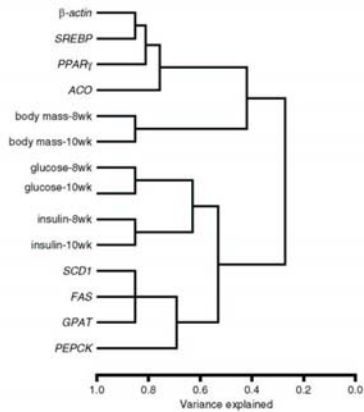 β-actin
SREBP
PPARγ
ACO
body mass-8wk
body mass-10wk
glucose-8wk
glucose-10wk
insulin-8wk
insulin-10wk
SCD1
FAS
GPAT
PEPCK
1.0 0.8 0.6 0.4 0.2 0.0
Variance explained